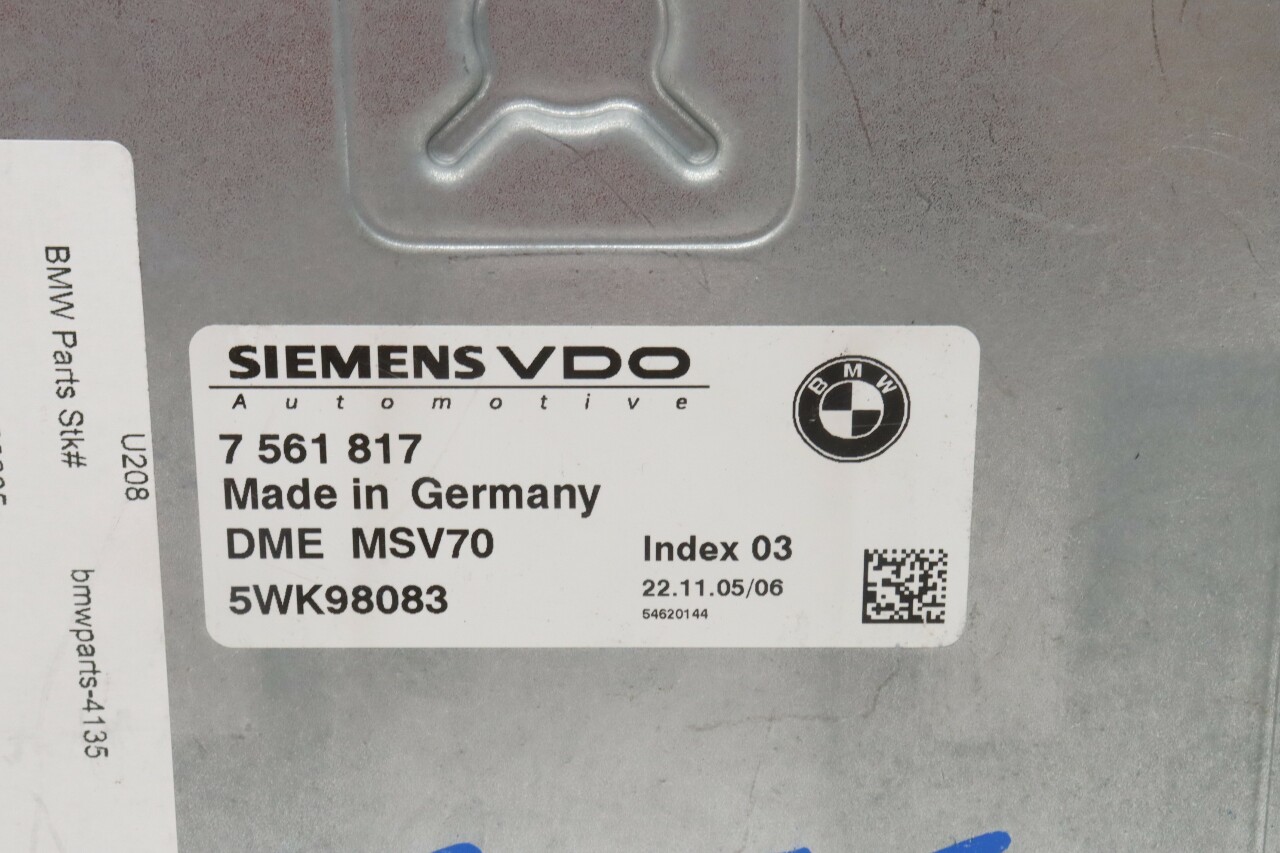 SIEMENS VDO
Automotive
BMW
7 561 817
Made in Germany
DME MSV70
Index 03
5WK98083
22.11.05/06
54620144
U208
BMW Parts Stk#
bmwparts-4135